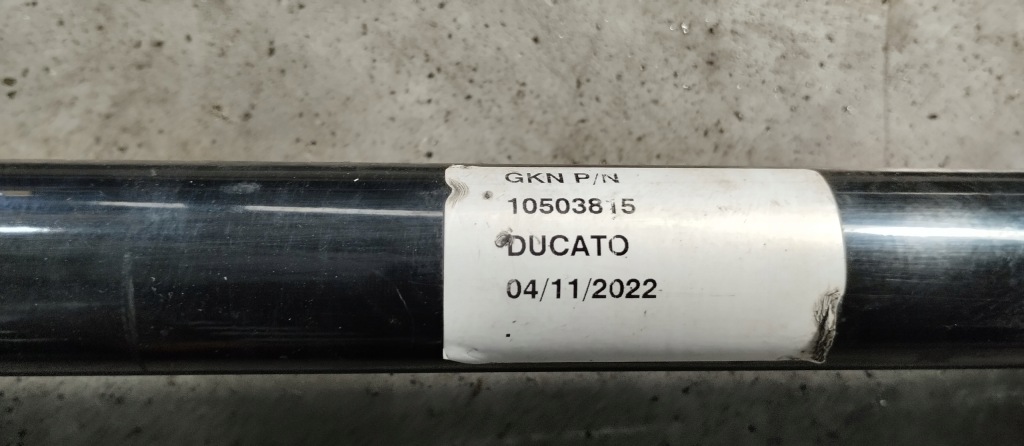 GKN P/N
10503815
DUCATO
04/11/2022
.